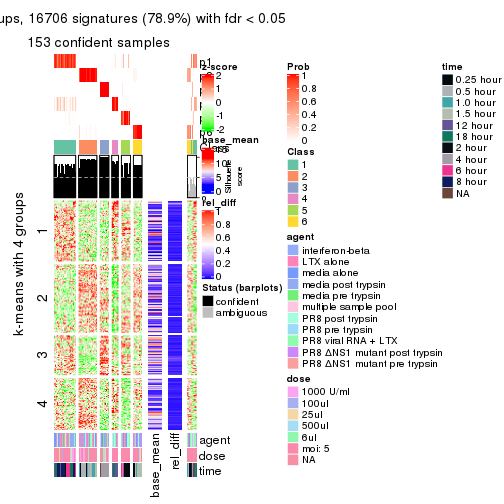 ups, 16706 signatures (78.9%) with fdr < 0.05
153 confident samples
p1
z-score
2
1
0
-1
-2
base_mean
15
10
5
0
Silhouette
score
rel_diff
1
0.8
0.6
0.4
0.2
0
Status (barplots)
confident
ambiguous
k-means with 4 groups
1
2
3
4
agent
dose
time
base_mean
rel_diff
Prob
1
0.8
0.6
0.4
0.2
0
Class
1
2
3
4
5
6
agent
interferon-beta
LTX alone
media alone
media post trypsin
media pre trypsin
multiple sample pool
PR8 post trypsin
PR8 pre trypsin
PR8 viral RNA + LTX
PR8 ΔNS1 mutant post trypsin
PR8 ΔNS1 mutant pre trypsin
dose
1000 U/ml
100ul
25ul
500ul
6ul
moi: 5
NA
time
0.25 hour
0.5 hour
1.0 hour
1.5 hour
12 hour
18 hour
2 hour
4 hour
6 hour
8 hour
NA